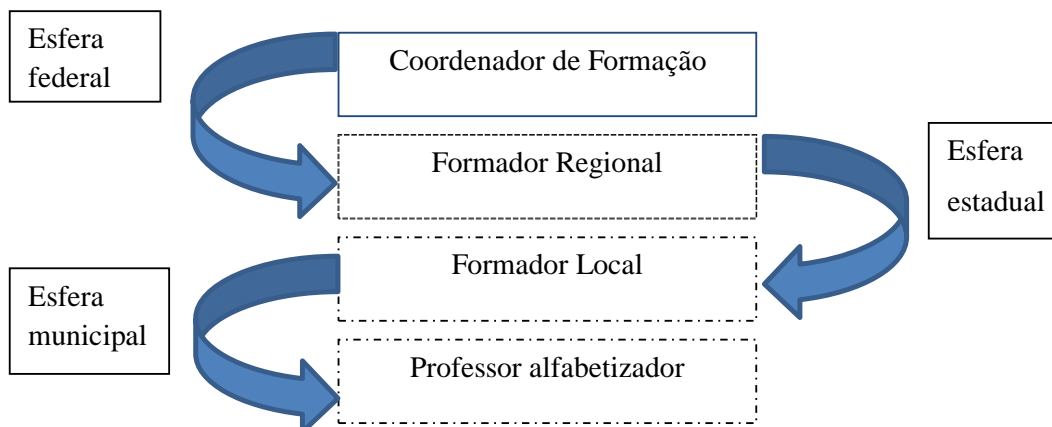 Esfera
federal
Coordenador de Formação
Formador Regional
Esfera
estadual
Formador Local
Esfera
municipal
Professor alfabetizador